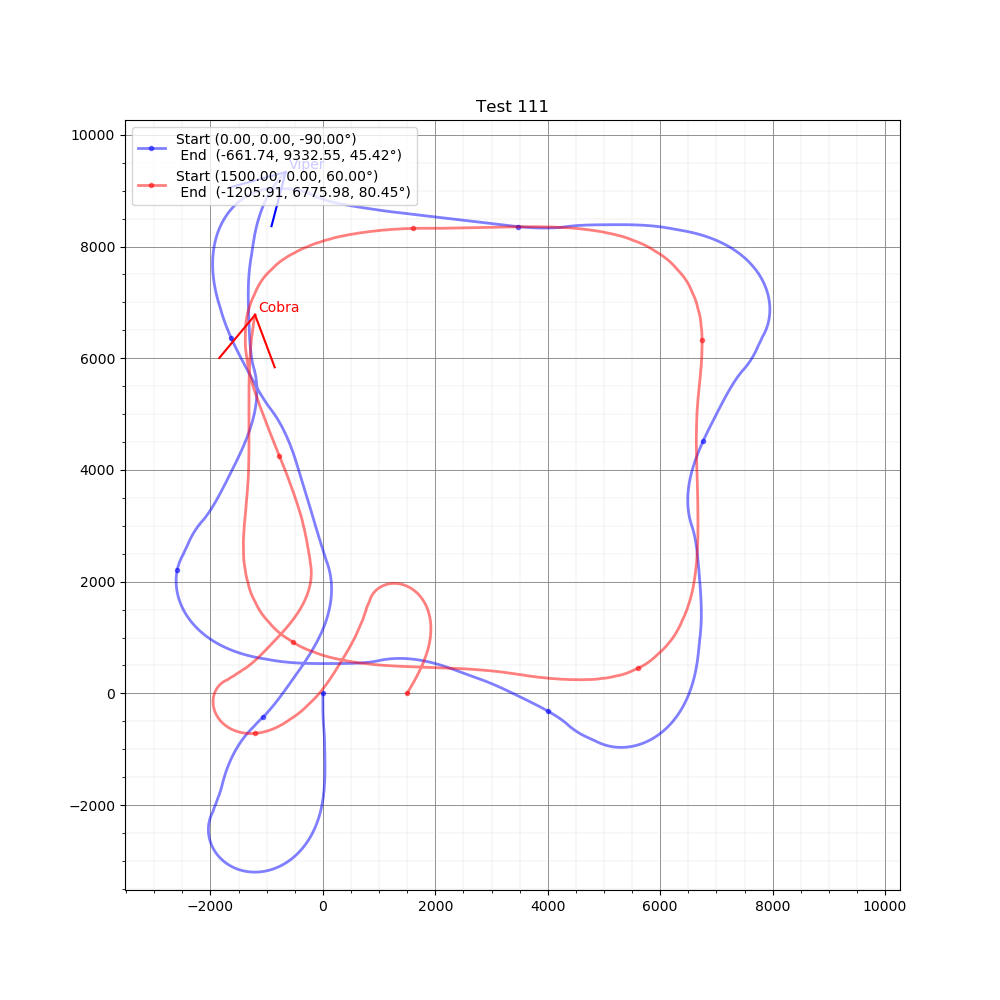 Test 111
Start (0.00, 0.00, -90.00°)
End (-661.74, 9332.55, 45.42°)
Start (1500.00, 0.00, 60.00°)
End (-1205.91, 6775.98, 80.45°)
Viper
Cobra
10000
8000
6000
4000
2000
0
−2000
−2000
0
2000
4000
6000
8000
10000